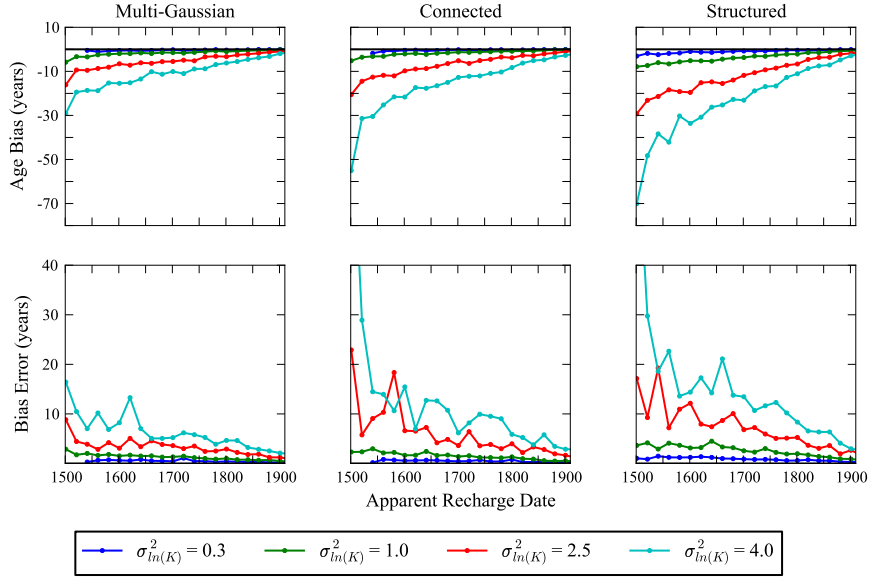 Multi-Gaussian Connected Structured
10
-10
-30
-50
-70
Age Bias (years)
40
30
20
10
Bias Error (years)
1500 1600 1700 1800 1900 1500 1600 1700 1800 1900 1500 1600 1700 1800 1900
Apparent Recharge Date
σ²ln(K) = 0.3 σ²ln(K) = 1.0 σ²ln(K) = 2.5 σ²ln(K) = 4.0